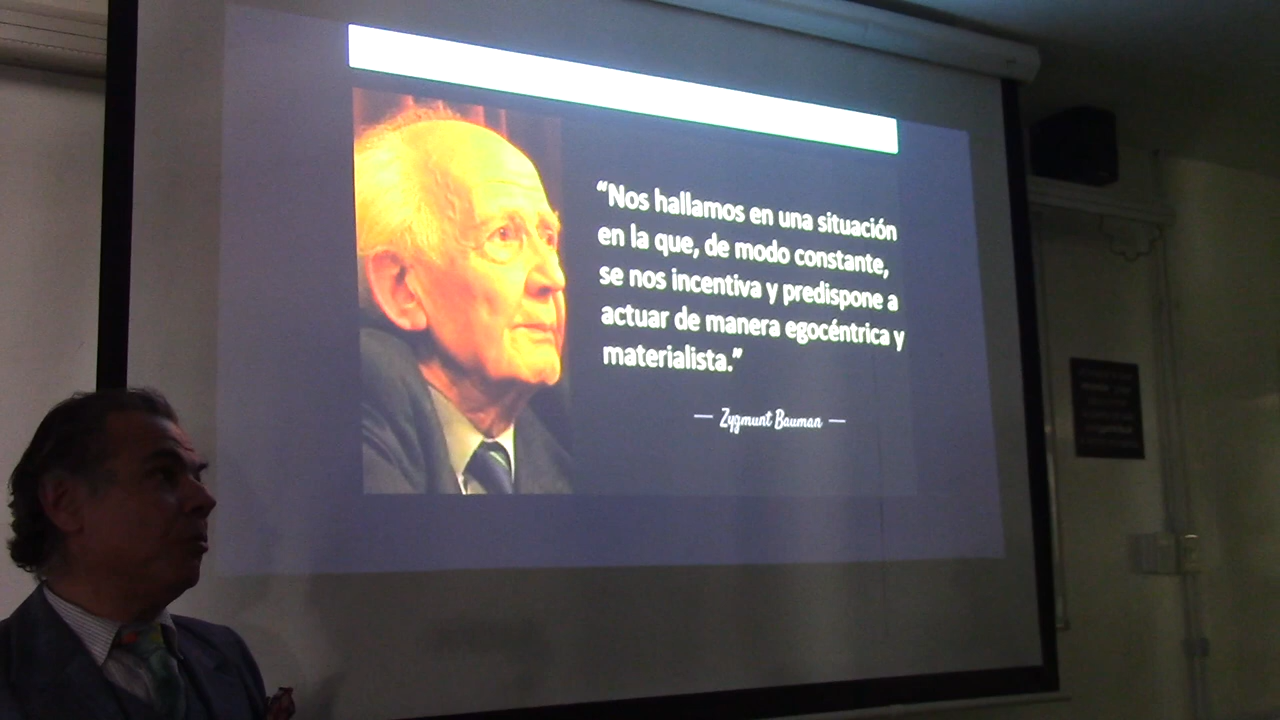 “Nos hallamos en una situación
en la que, de modo constante,
se nos incentiva y predispone a
actuar de manera egocéntrica y
materialista.”
— Zygmunt Bauman —